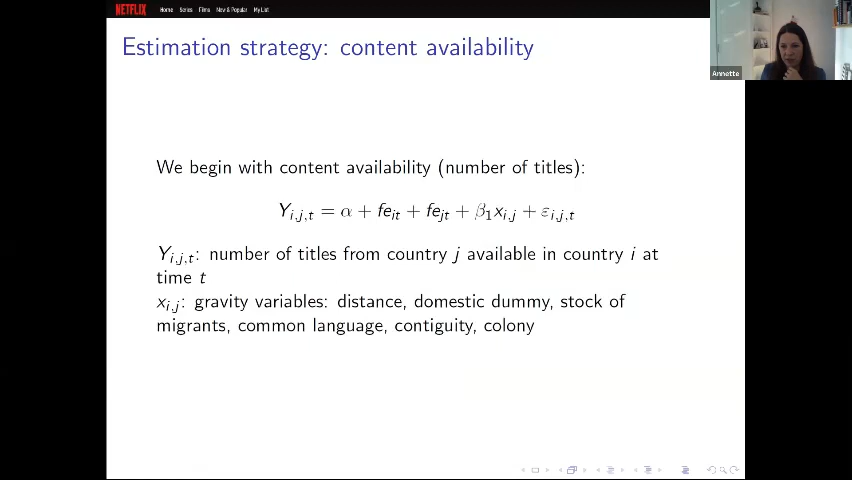 NETFLIX Home Series Films New & Popular My List
Estimation strategy: content availability
Annette
We begin with content availability (number of titles):
Y_{i,j,t} = α + fe_{it} + fe_{jt} + β_1 x_{i,j} + ε_{i,j,t}
Y_{i,j,t}: number of titles from country j available in country i at
time t
x_{i,j}: gravity variables: distance, domestic dummy, stock of
migrants, common language, contiguity, colony